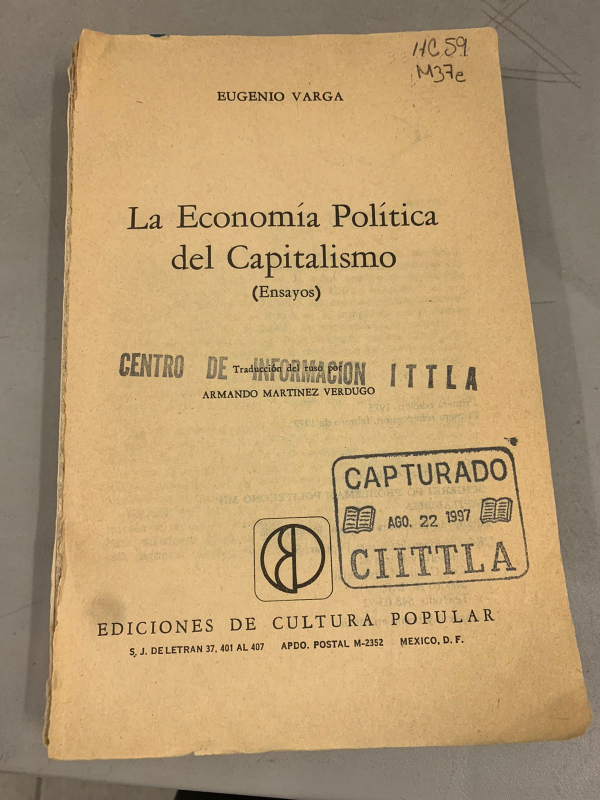 HC59
M37e
EUGENIO VARGA
La Economía Política
del Capitalismo
(Ensayos)
CENTRO DE INFORMACION ITTLA
Traducción del ruso por
ARMANDO MARTINEZ VERDUGO
CAPTURADO
AGO. 22 1997
CIITTLA
EDICIONES DE CULTURA POPULAR
S, J. DE LETRAN 37, 401 AL 407 APDO. POSTAL M-2352 MEXICO, D. F.